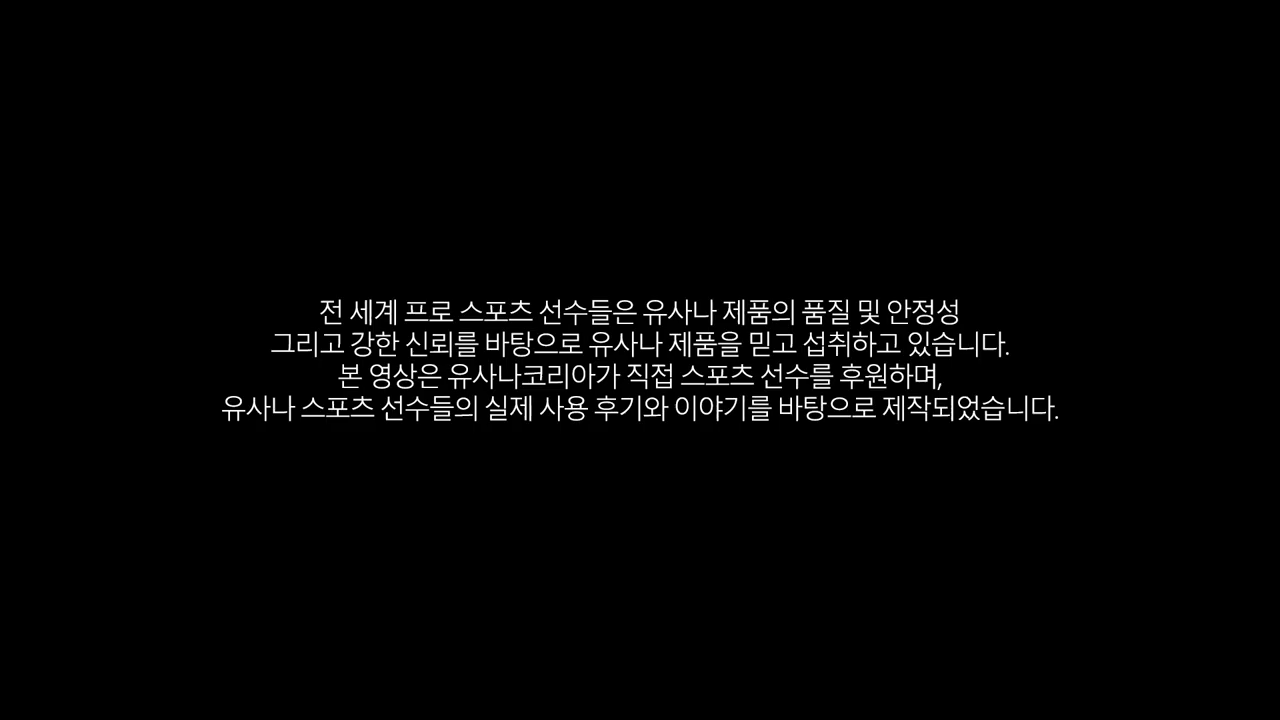 전 세계 프로 스포츠 선수들은 유사나 제품의 품질 및 안정성
그리고 강한 신뢰를 바탕으로 유사나 제품을 믿고 섭취하고 있습니다.
본 영상은 유사나코리아가 직접 스포츠 선수를 후원하며,
유사나 스포츠 선수들의 실제 사용 후기와 이야기를 바탕으로 제작되었습니다.